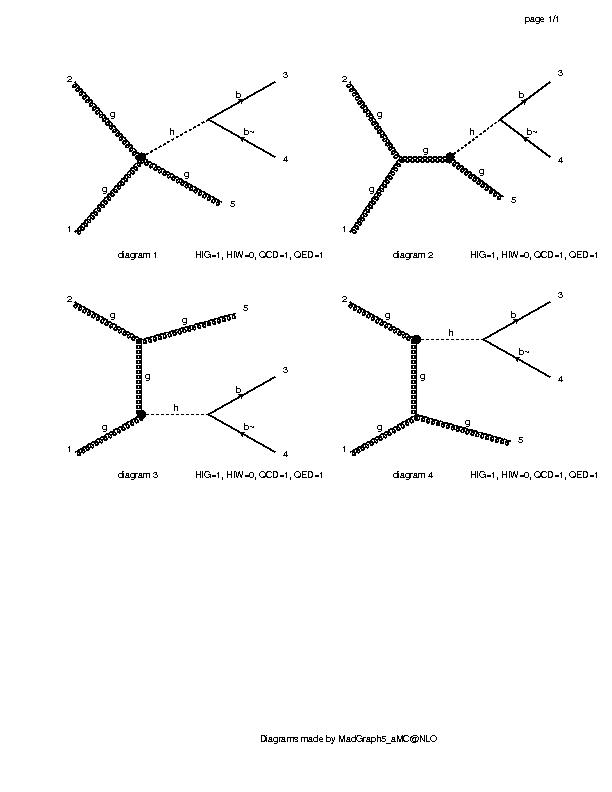 page 1/1
2
g
h
b
3
b~
4
g
g
5
1
diagram 1
HIG=1, HIW=0, QCD=1, QED=1
2
g
g
h
b
3
b~
4
g
g
5
1
diagram 2
HIG=1, HIW=0, QCD=1, QED=1
2
g
g
5
g
h
b
3
b~
4
g
1
diagram 3
HIG=1, HIW=0, QCD=1, QED=1
2
g
h
b
3
b~
4
g
g
g
5
1
diagram 4
HIG=1, HIW=0, QCD=1, QED=1
Diagrams made by MadGraph5_aMC@NLO